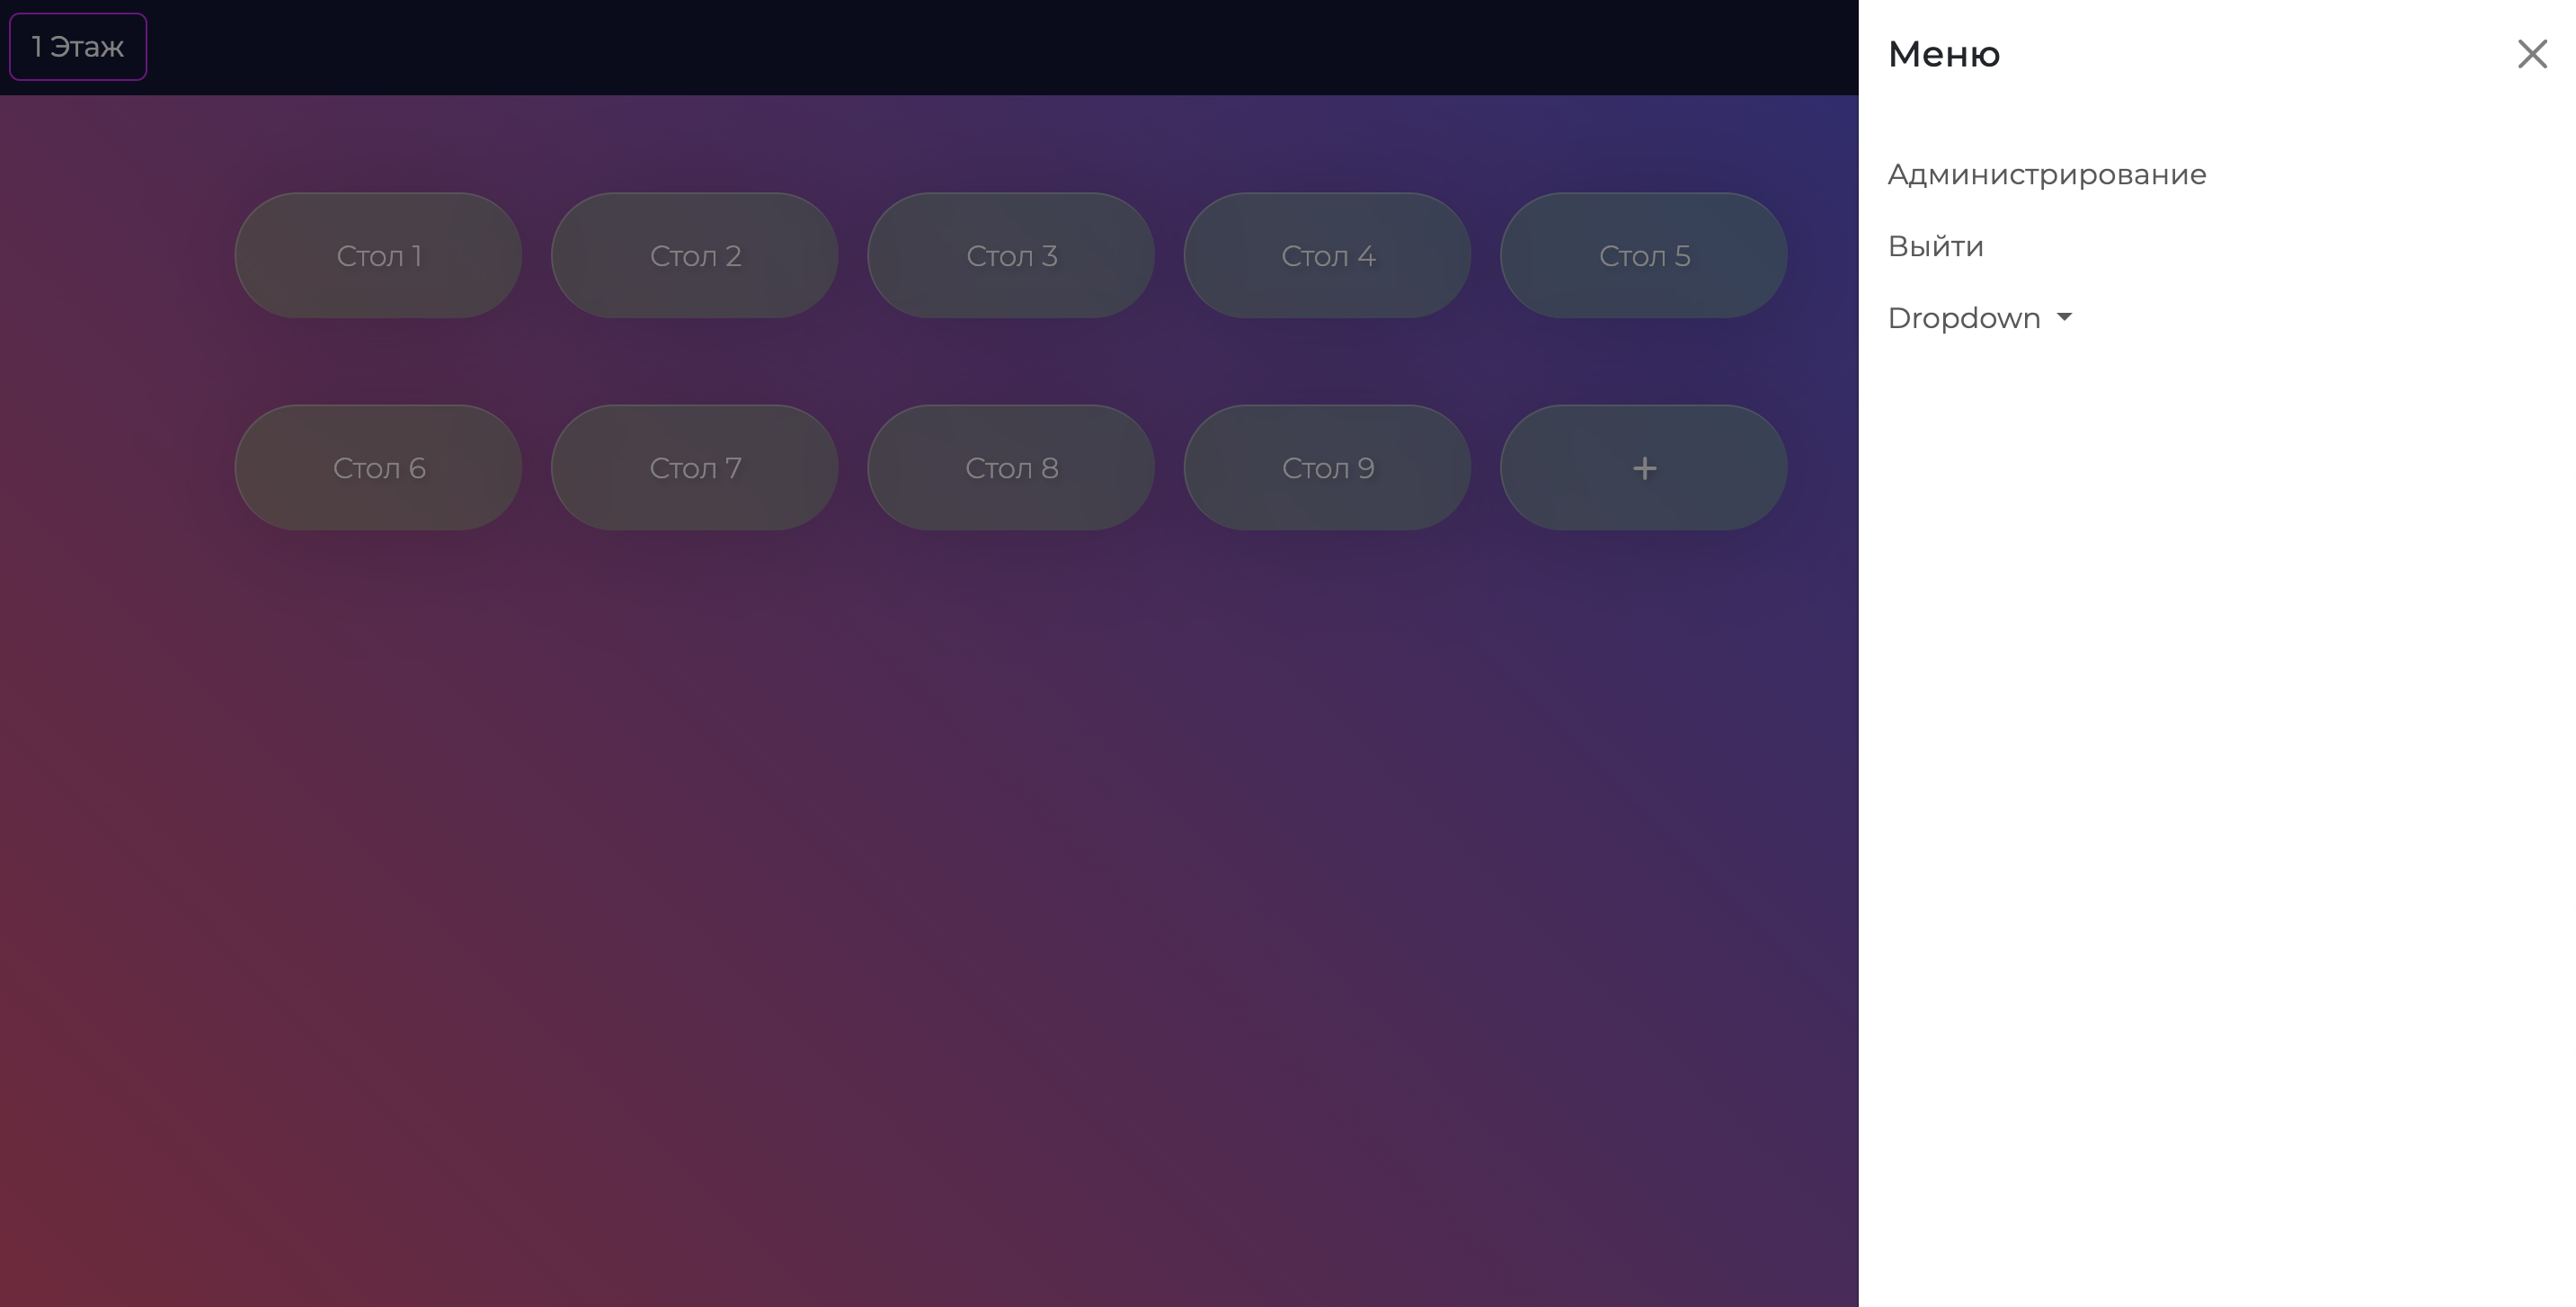 1 Этаж
Меню
Администрирование
Выйти
Dropdown
Стол 1
Стол 2
Стол 3
Стол 4
Стол 5
Стол 6
Стол 7
Стол 8
Стол 9
+